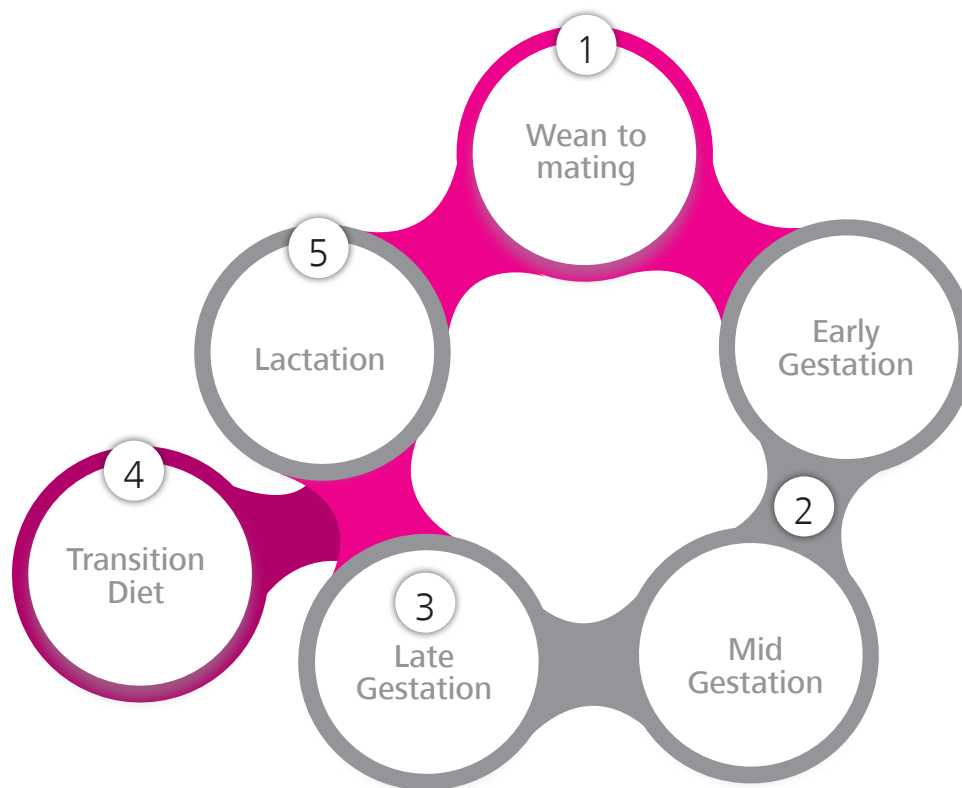 1
Wean to
mating
Early
Gestation
2
Mid
Gestation
3
Late
Gestation
4
Transition
Diet
5
Lactation